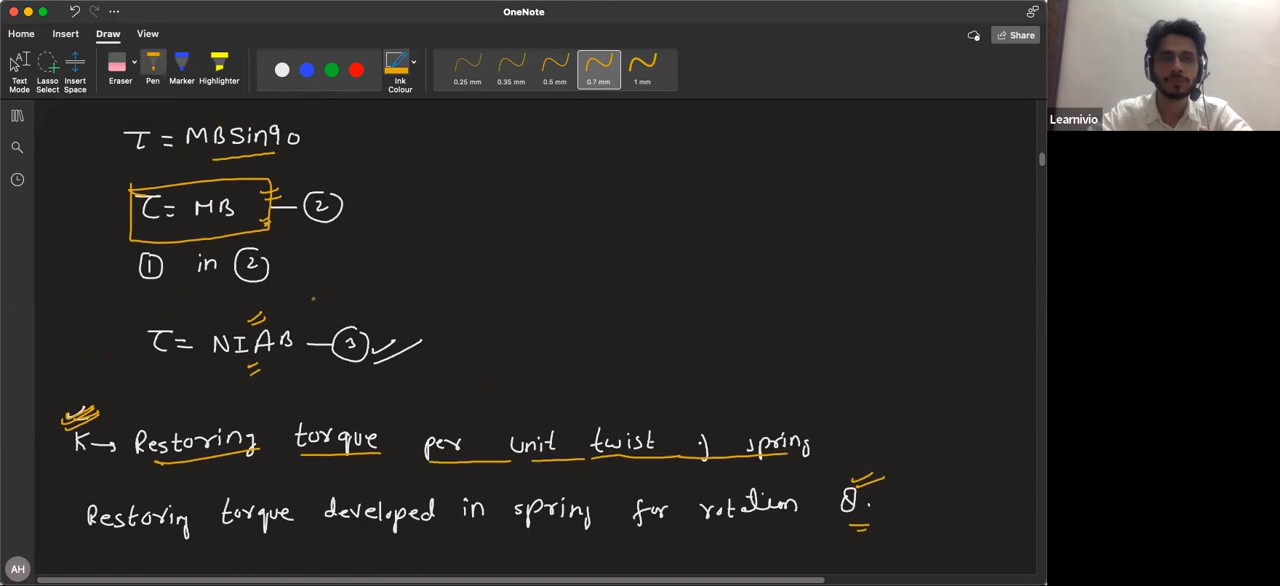 OneNote
Home Insert Draw View
Share
Text Mode
Lasso Select
Insert Space
Eraser
Pen
Marker
Highlighter
Ink Colour
0.25 mm
0.35 mm
0.5 mm
0.7 mm
1 mm
Learnivio
τ = MBSin90
τ = MB — ②
① in ②
τ = NIAB — ③
K → Restoring torque per unit twist of spring
Restoring torque developed in spring for rotation θ.
AH